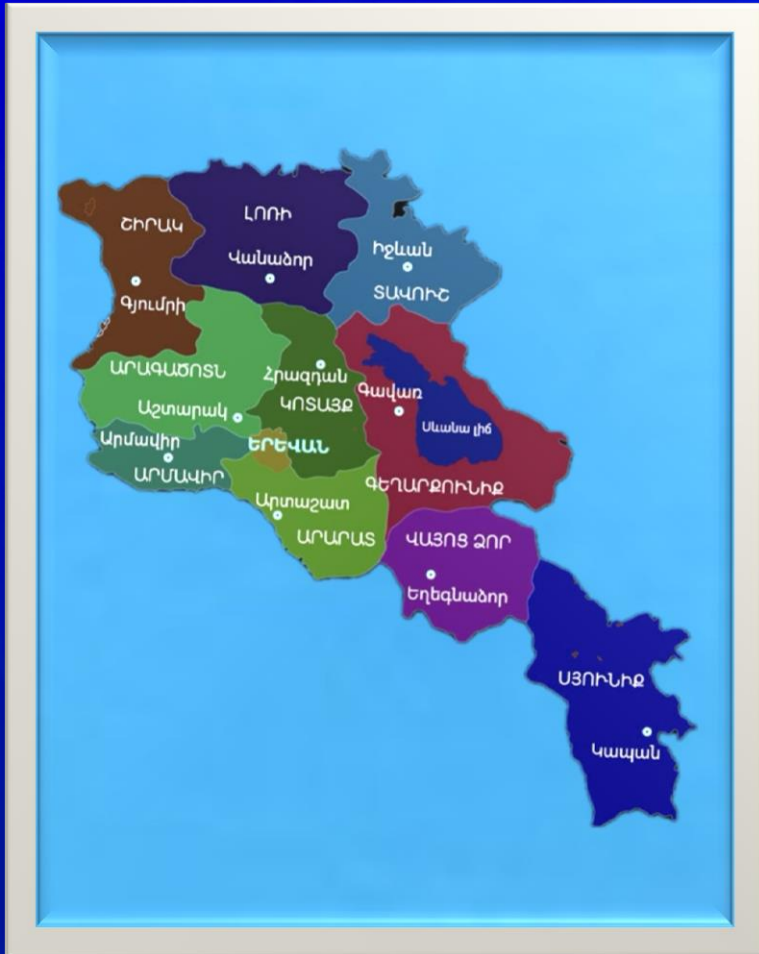 ՇԻՐԱԿ
Գյումրի
ԼՈՌԻ
Վանաձոր
Իջևան
ՏԱՎՈՒՇ
ԱՐԱԳԱԾՈՏՆ
Աշտարակ
Հրազդան
ԿՈՏԱՅՔ
Գավառ
Սևանա լիճ
ԳԵՂԱՐՔՈՒՆԻՔ
Արմավիր
ԱՐՄԱՎԻՐ
ԵՐԵՎԱՆ
Արտաշատ
ԱՐԱՐԱՏ
ՎԱՅՈՑ ՁՈՐ
Եղեգնաձոր
ՍՅՈՒՆԻՔ
Կապան